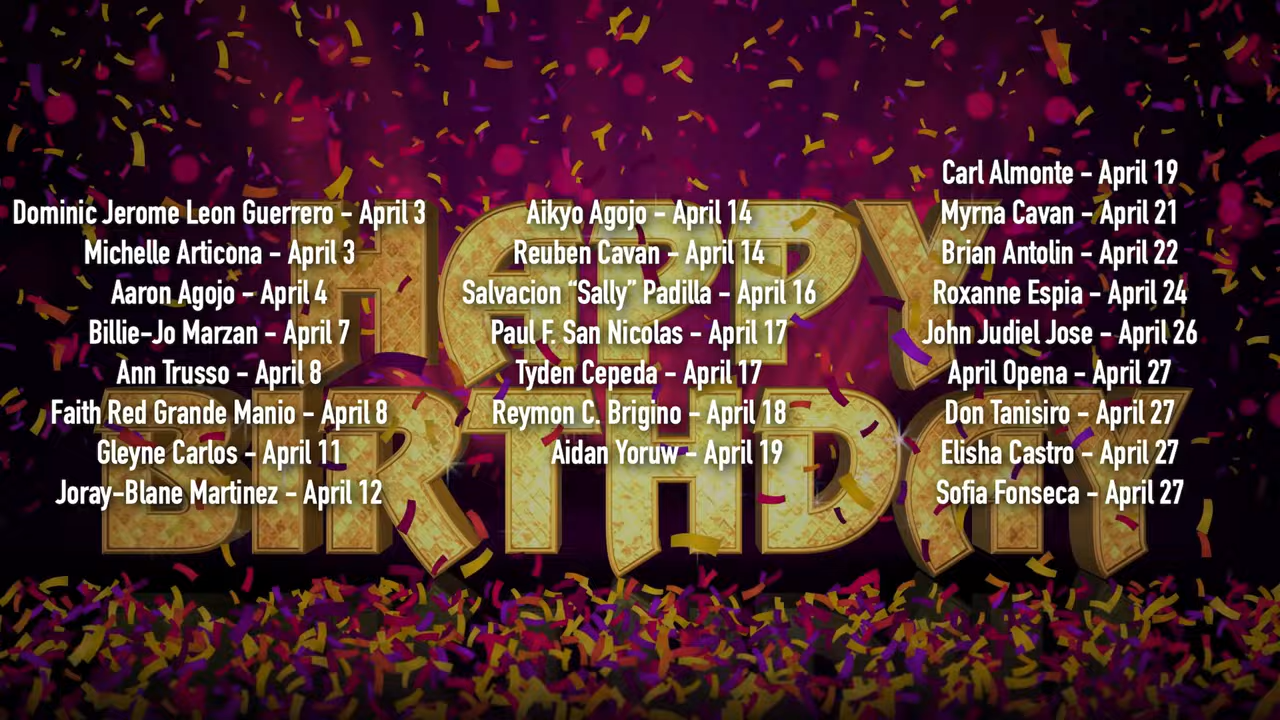 HAPPY
BIRTHDAY
Dominic Jerome Leon Guerrero – April 3
Michelle Articona – April 3
Aaron Agojo – April 4
Billie-Jo Marzan – April 7
Ann Trusso – April 8
Faith Red Grande Manio – April 8
Gleyne Carlos – April 11
Joray-Blane Martinez – April 12
Aikyo Agojo – April 14
Reuben Cavan – April 14
Salvacion “Sally” Padilla – April 16
Paul F. San Nicolas – April 17
Tyden Cepeda – April 17
Reymon C. Brigino – April 18
Aidan Yoruw – April 19
Carl Almonte – April 19
Myrna Cavan – April 21
Brian Antolin – April 22
Roxanne Espia – April 24
John Judiel Jose – April 26
April Opena – April 27
Don Tanisiro – April 27
Elisha Castro – April 27
Sofia Fonseca – April 27